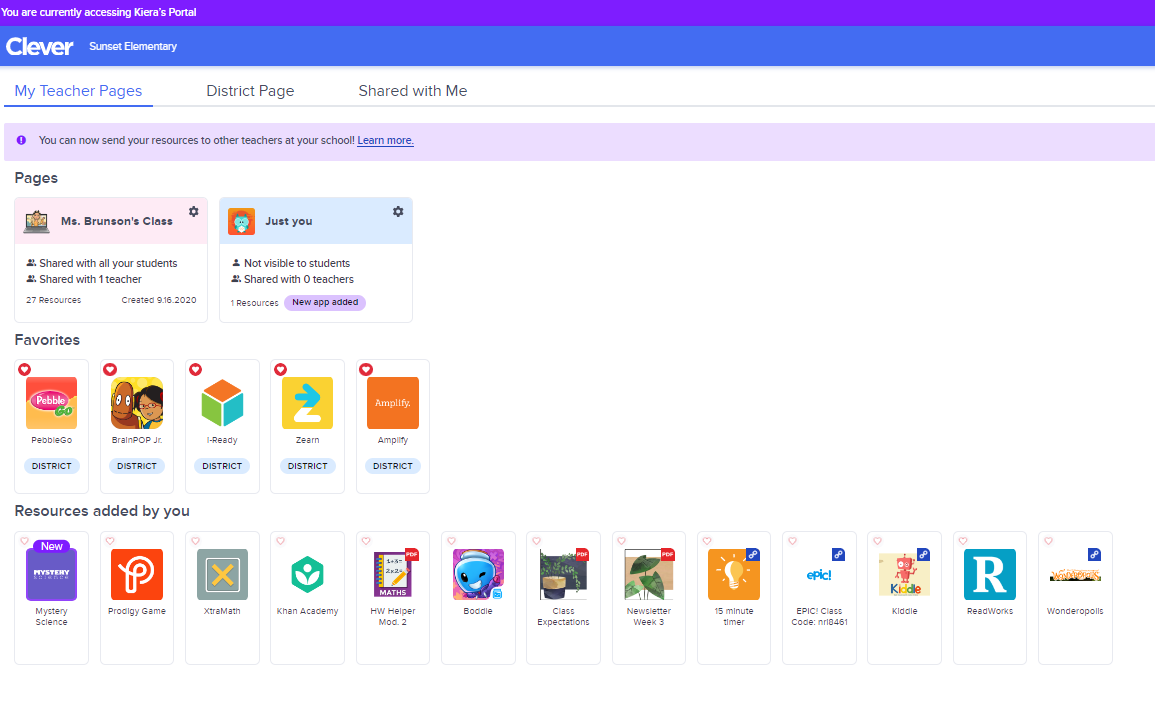 You are currently accessing Kiera's Portal
Clever Sunset Elementary
My Teacher Pages District Page Shared with Me
You can now send your resources to other teachers at your school! Learn more.
Pages
Ms. Brunson's Class
Shared with all your students
Shared with 1 teacher
27 Resources Created 9.16.2020
Just you
Not visible to students
Shared with 0 teachers
1 Resources New app added
Favorites
Pebble
Go
PebbleGo
DISTRICT
BrainPOP Jr.
DISTRICT
I-Ready
DISTRICT
Zearn
DISTRICT
Amplify.
Amplify
DISTRICT
Resources added by you
New
MYSTERY
SCIENCE
Mystery
Science
Prodigy Game
XtraMath
Khan Academy
PDF
1+3=
2x2=
MATHS
HW Helper
Mod. 2
Boddle
PDF
Class
Expectations
PDF
Newsletter
Week 3
15 minute
timer
epic!
EPIC! Class
Code: nrl8461
Kiddle
Kiddle
R
ReadWorks
Wonderopolis